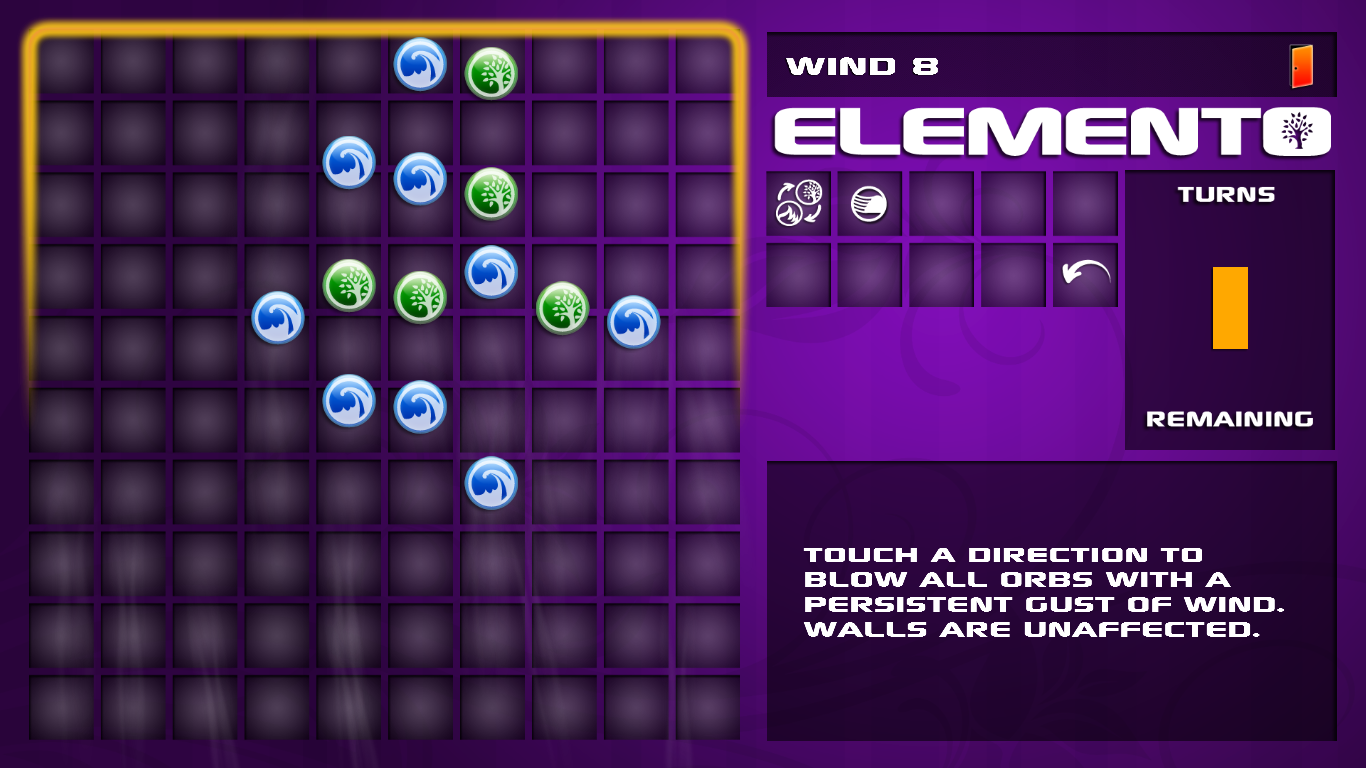 WIND 8
ELEMENTO
TURNS
REMAINING
TOUCH A DIRECTION TO
BLOW ALL ORBS WITH A
PERSISTENT GUST OF WIND.
WALLS ARE UNAFFECTED.